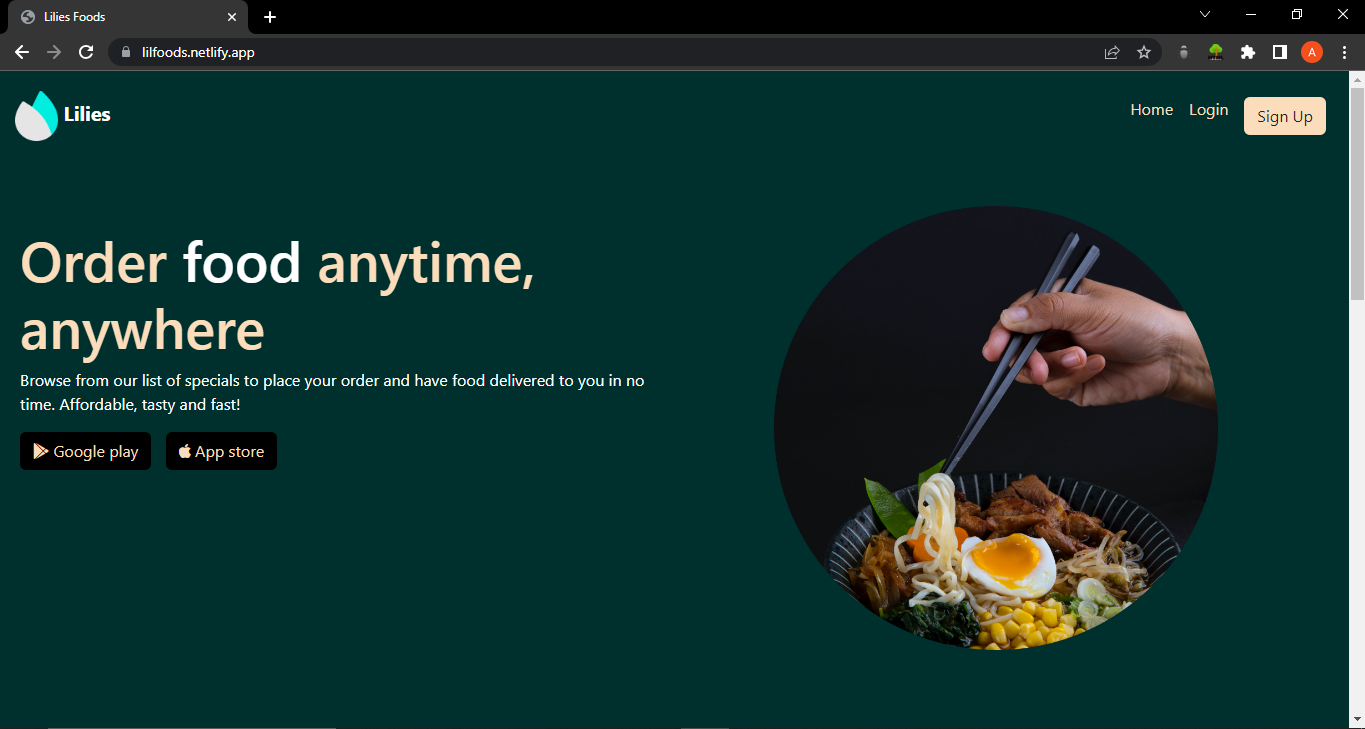 Lilies Foods
lilfoods.netlify.app
A
Lilies
Home Login Sign Up
Order food anytime,
anywhere
Browse from our list of specials to place your order and have food delivered to you in no
time. Affordable, tasty and fast!
Google play App store